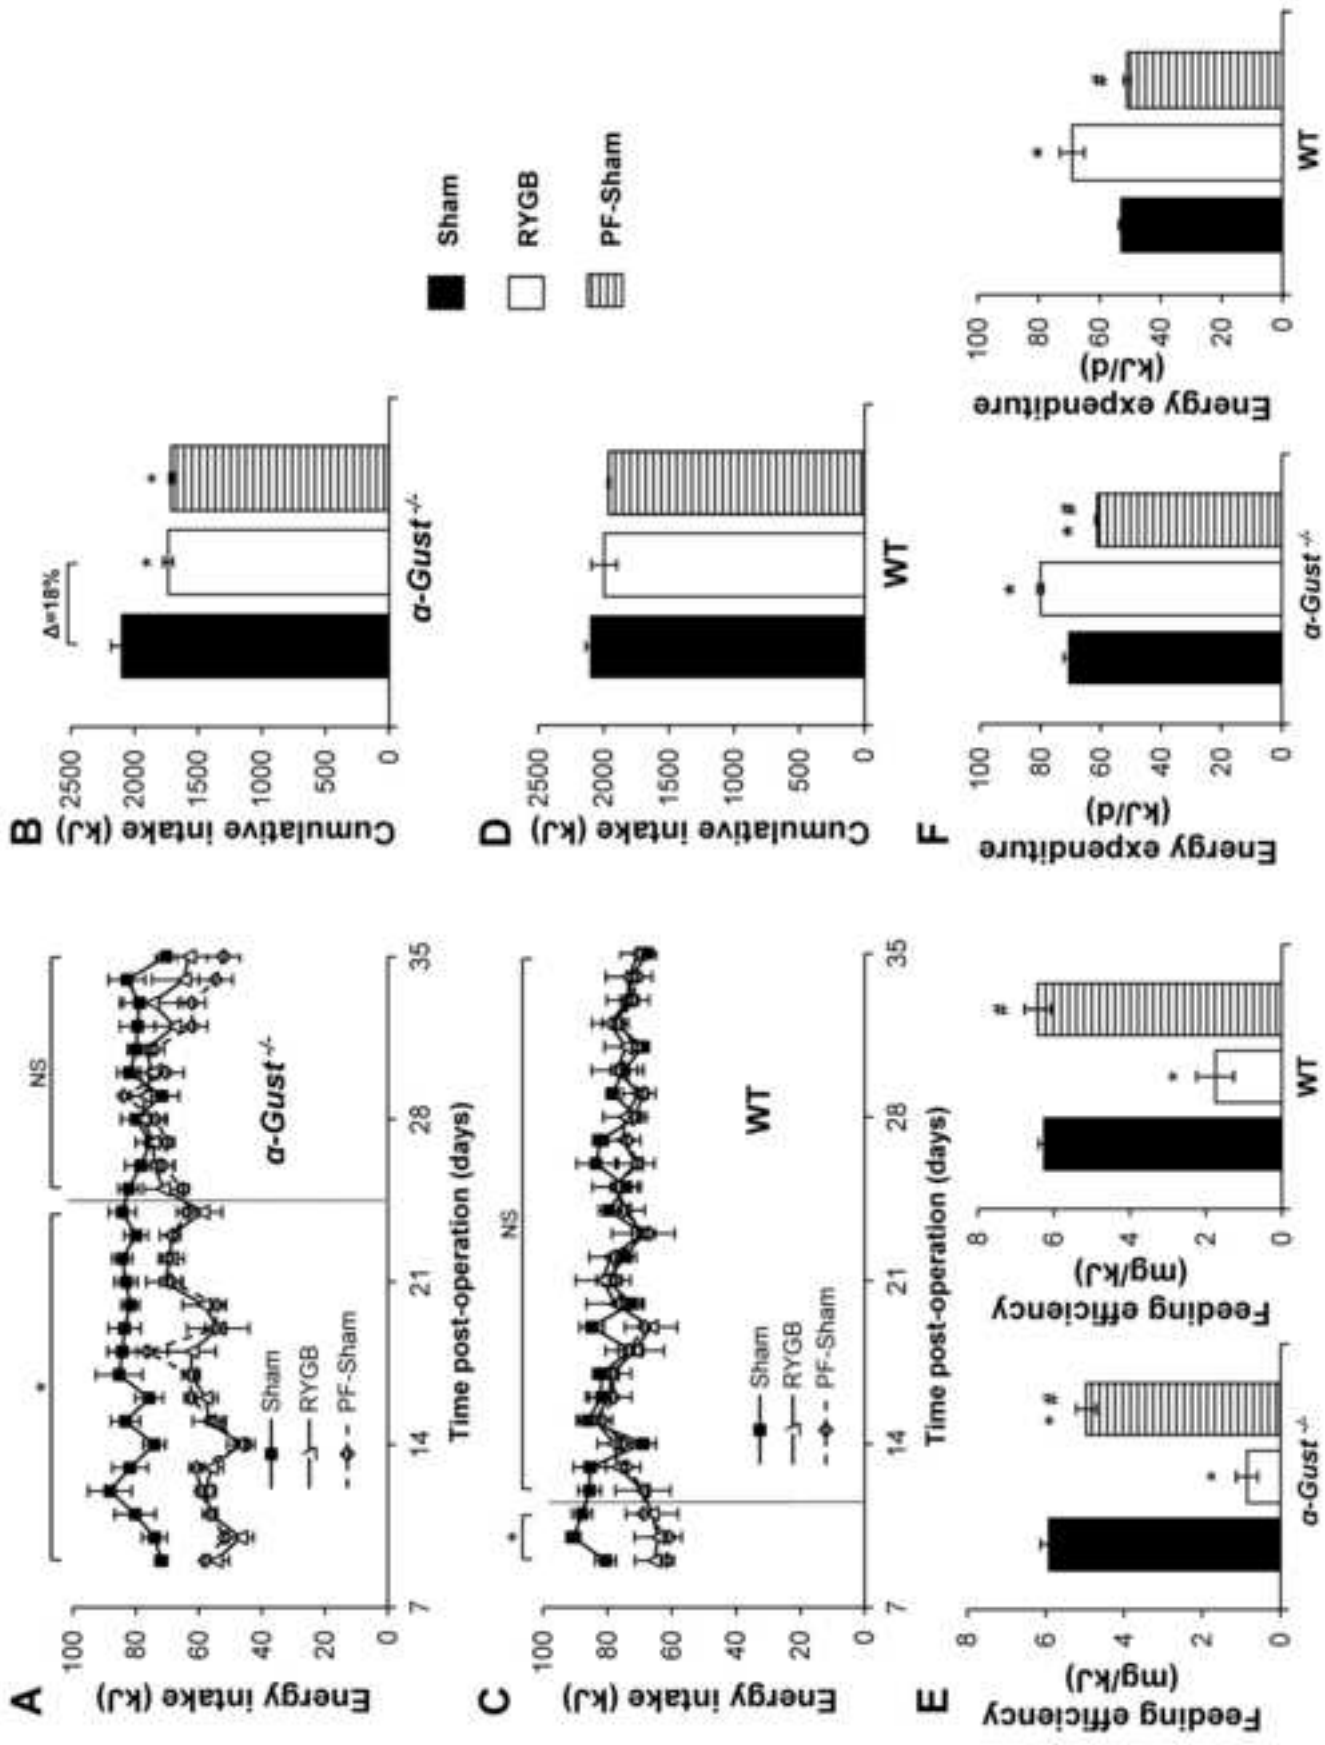 A
Energy intake (kJ)
100
80
60
40
20
0
*
NS
Sham
RYGB
PF-Sham
α-Gust-/-
7
14
21
28
35
Time post-operation (days)
B
Cumulative intake (kJ)
2500
2000
1500
1000
500
0
Δ=18%
*
*
α-Gust-/-
C
Energy intake (kJ)
100
80
60
40
20
0
*
NS
Sham
RYGB
PF-Sham
WT
7
14
21
28
35
Time post-operation (days)
D
Cumulative intake (kJ)
2500
2000
1500
1000
500
0
WT
Sham
RYGB
PF-Sham
E
Feeding efficiency
(mg/kJ)
8
6
4
2
0
*
* #
α-Gust-/-
Feeding efficiency
(mg/kJ)
8
6
4
2
0
*
#
WT
F
Energy expenditure
(kJ/d)
100
80
60
40
20
0
*
* #
α-Gust-/-
Energy expenditure
(kJ/d)
100
80
60
40
20
0
*
#
WT